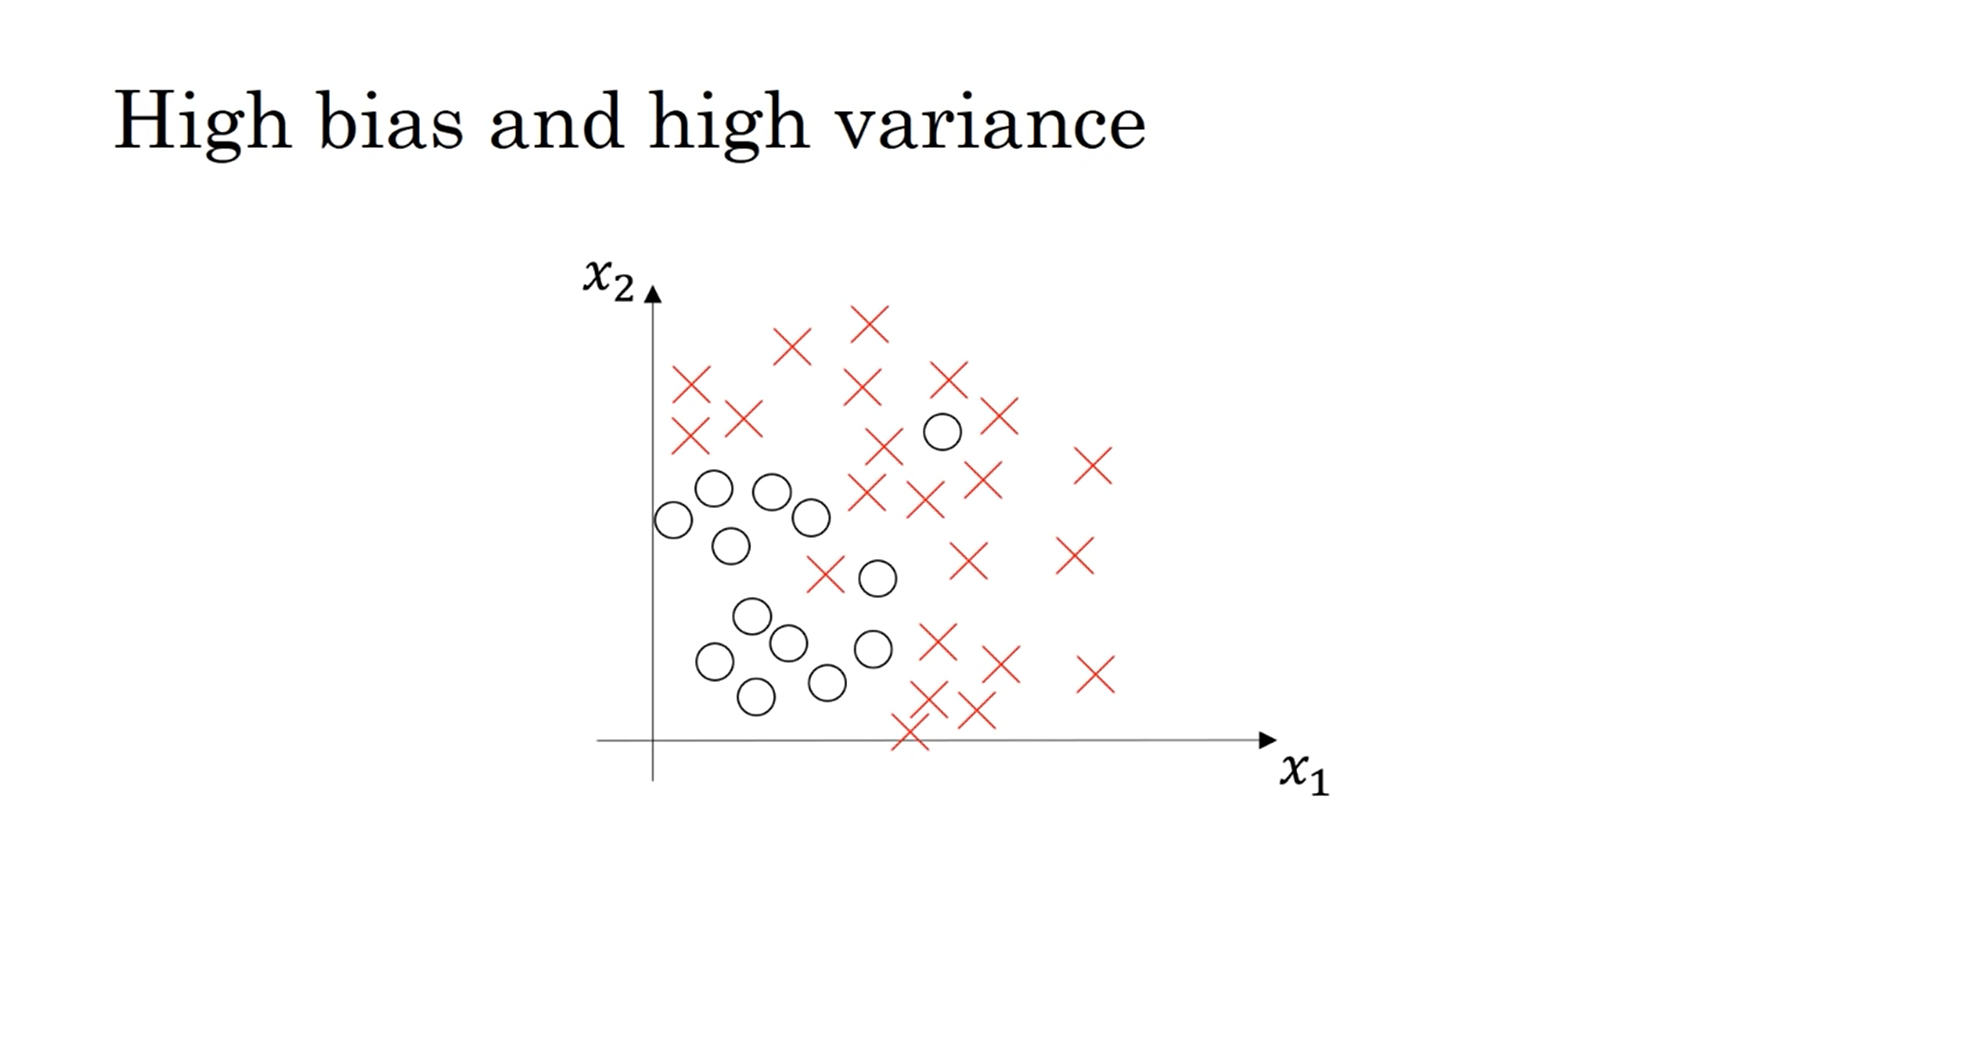 High bias and high variance
x₂
x₁